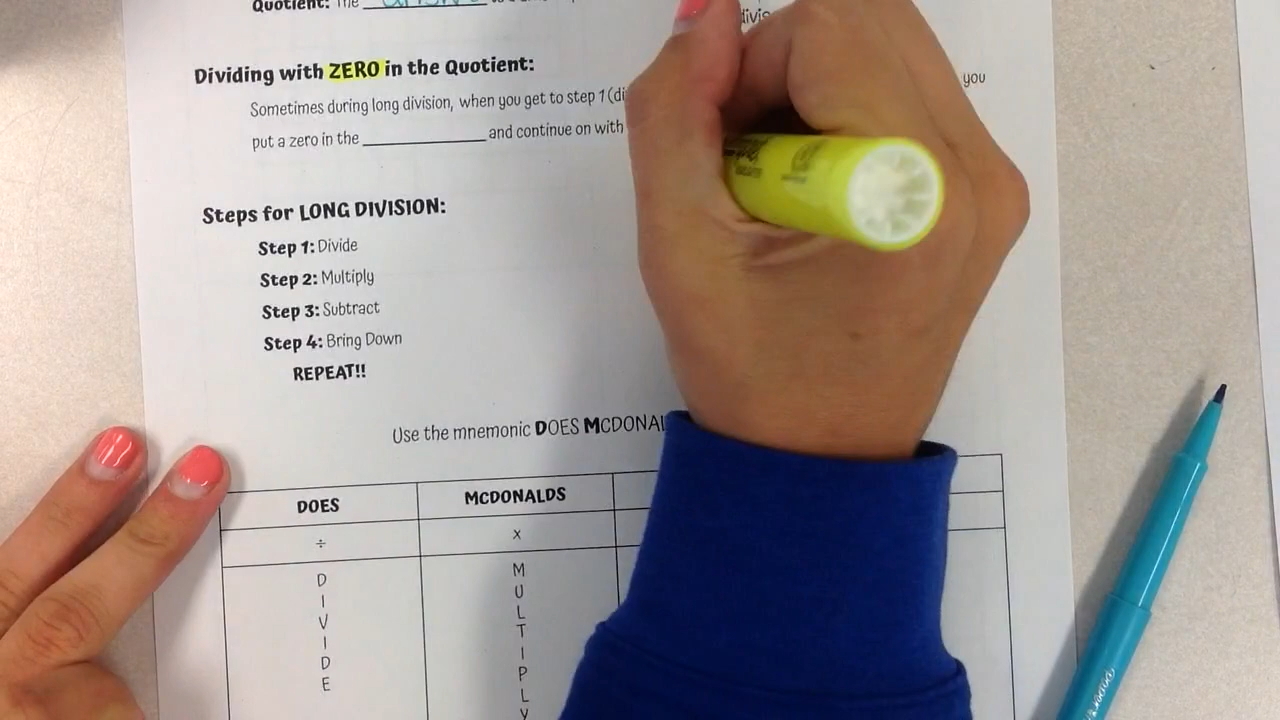 Quotient: The answer
Dividing with ZERO in the Quotient:
Sometimes during long division, when you get to step 1 (di you
put a zero in the ____________ and continue on with
Steps for LONG DIVISION:
Step 1: Divide
Step 2: Multiply
Step 3: Subtract
Step 4: Bring Down
REPEAT!!
Use the mnemonic DOES MCDONAL
DOES MCDONALDS
÷ x
D M
I U
V L
I T
D I
E P
L
Y